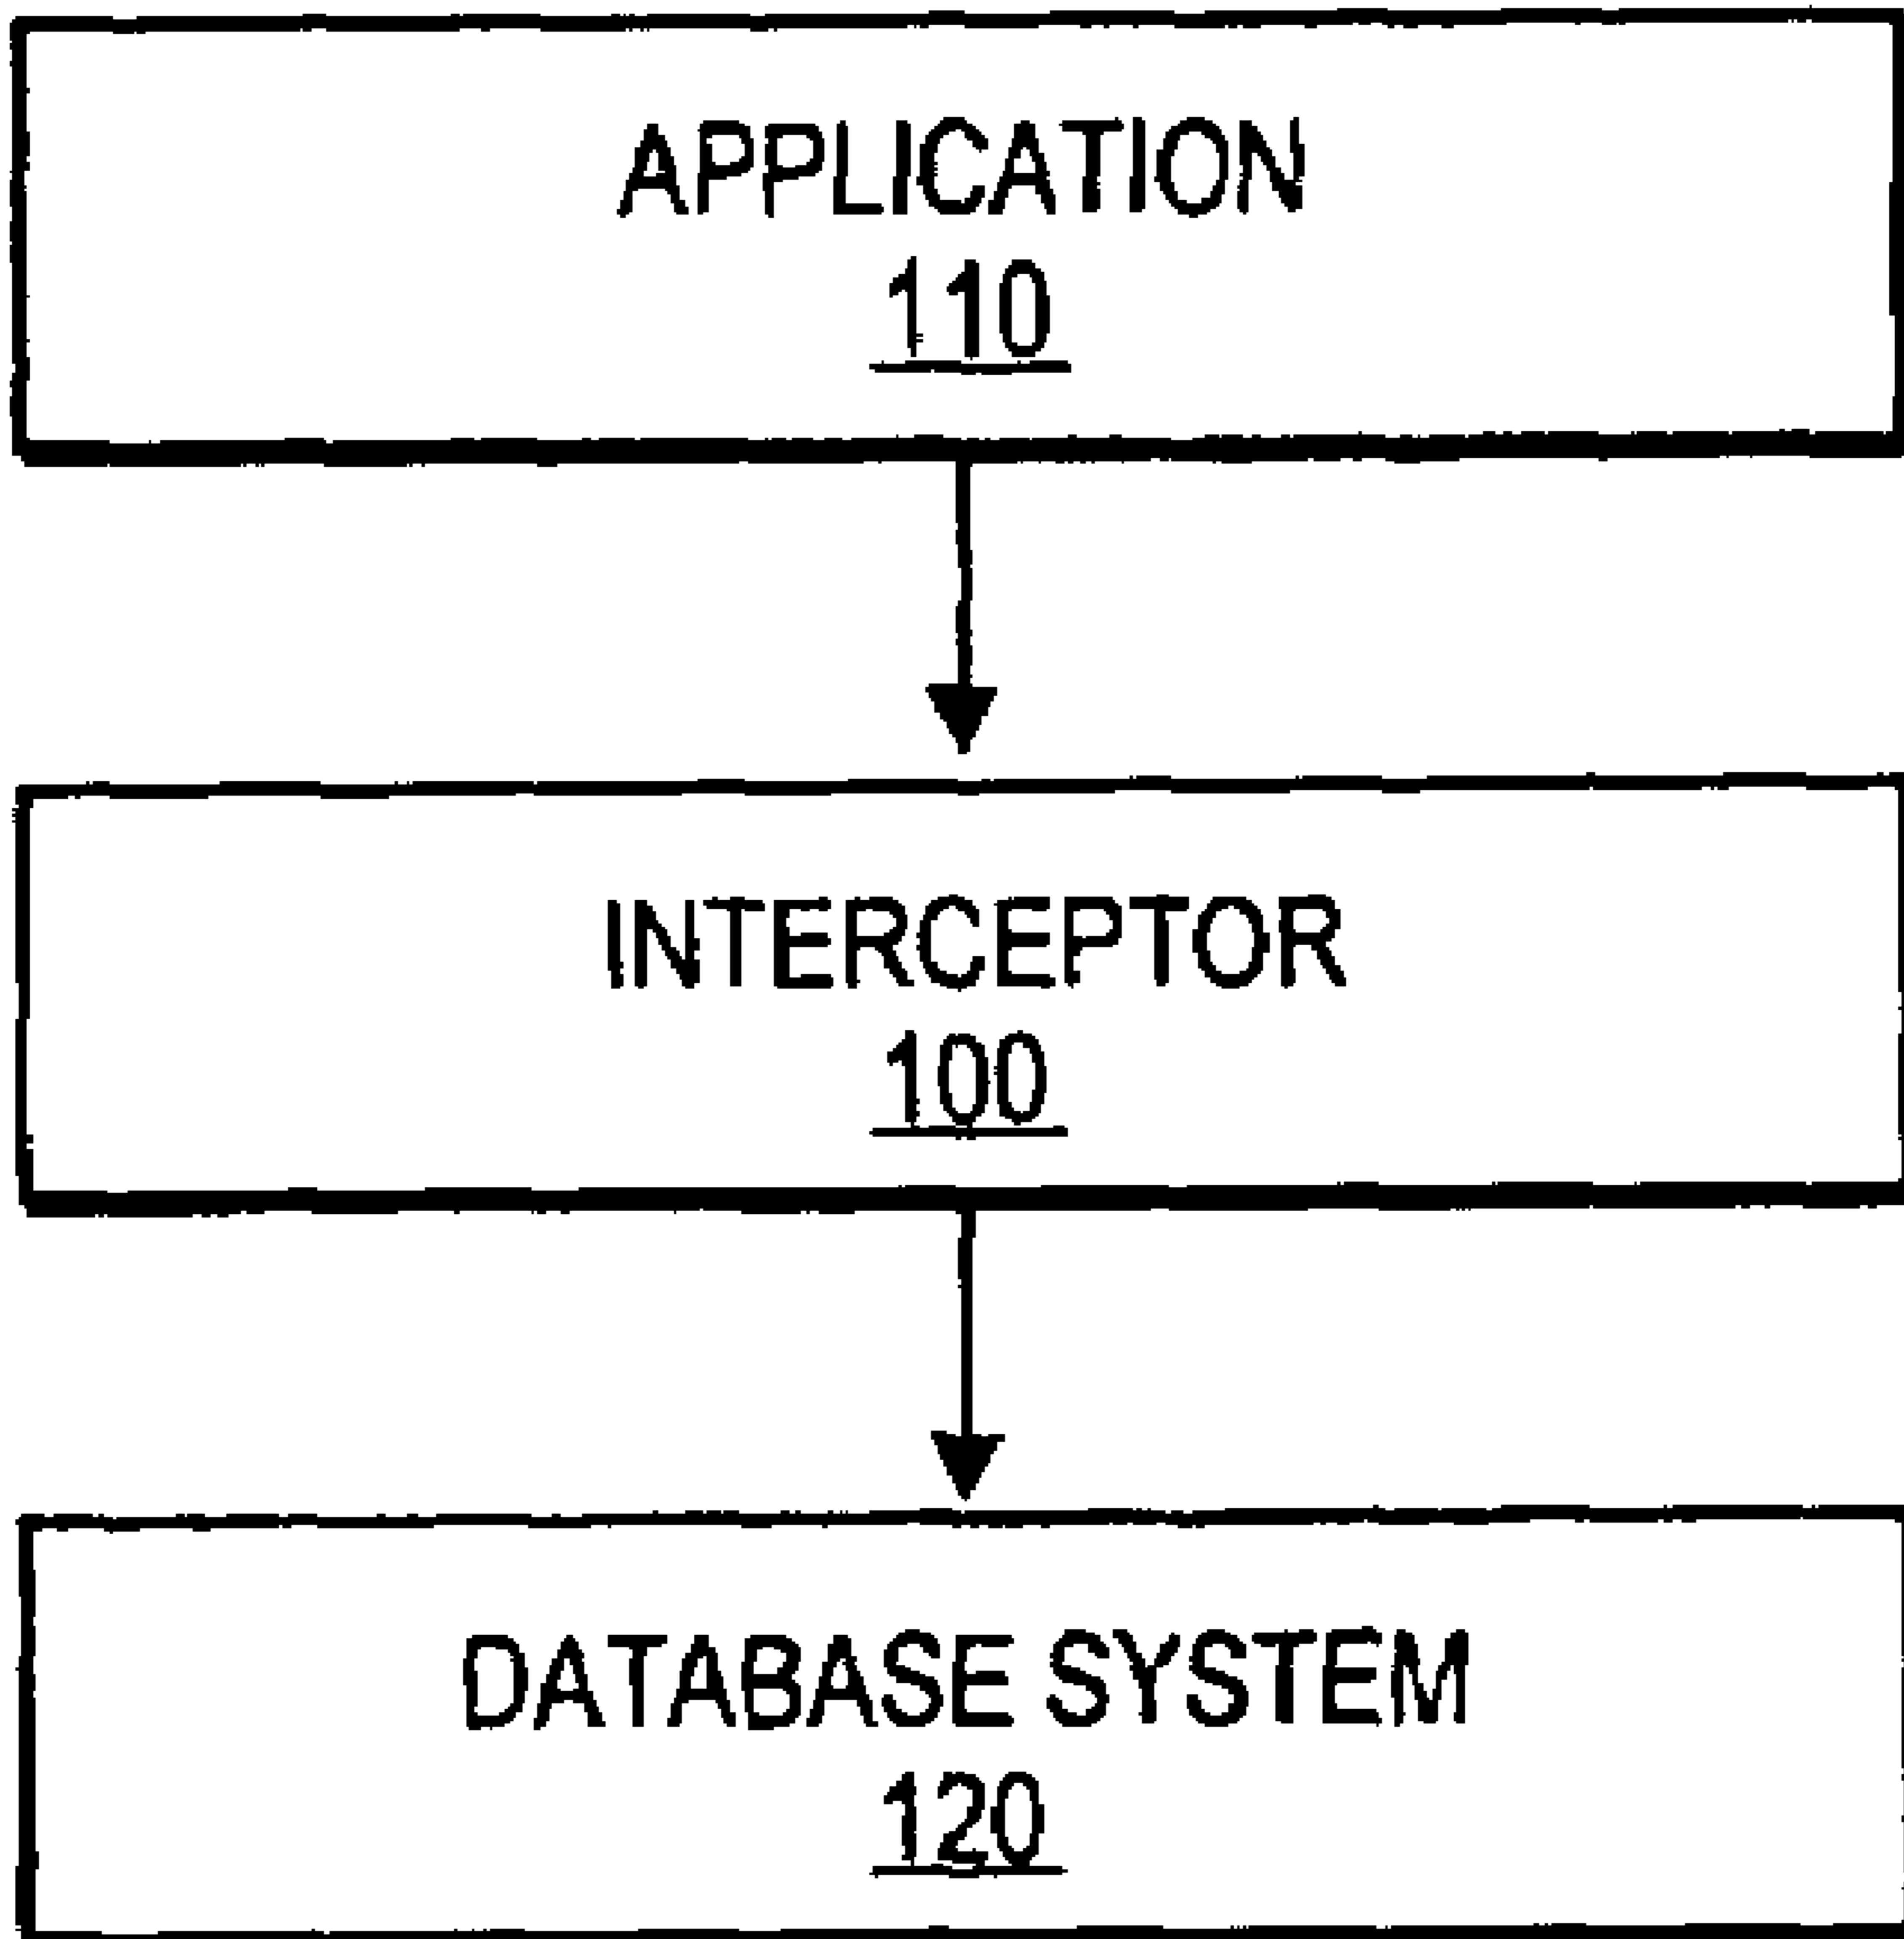 APPLICATION
110
INTERCEPTOR
100
DATABASE SYSTEM
120